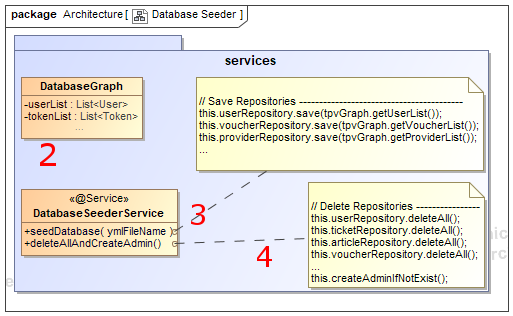 package Architecture [ Database Seeder ]
services
DatabaseGraph
-userList : List<User>
-tokenList : List<Token>
...
2
// Save Repositories ------------------------------------------
this.userRepository.save(tpvGraph.getUserList());
this.voucherRepository.save(tpvGraph.getVoucherList);
this.providerRepository.save(tpvGraph.getProviderList);
...
«@Service»
DatabaseSeederService
+seedDatabase( ymlFileName )
+deleteAllAndCreateAdmin()
3
4
// Delete Repositories -----------------
this.userRepository.deleteAll();
this.ticketRepository.deleteAll();
this.articleRepository.deleteAll();
this.voucherRepository.deleteAll();
...
this.createAdminIfNotExist();